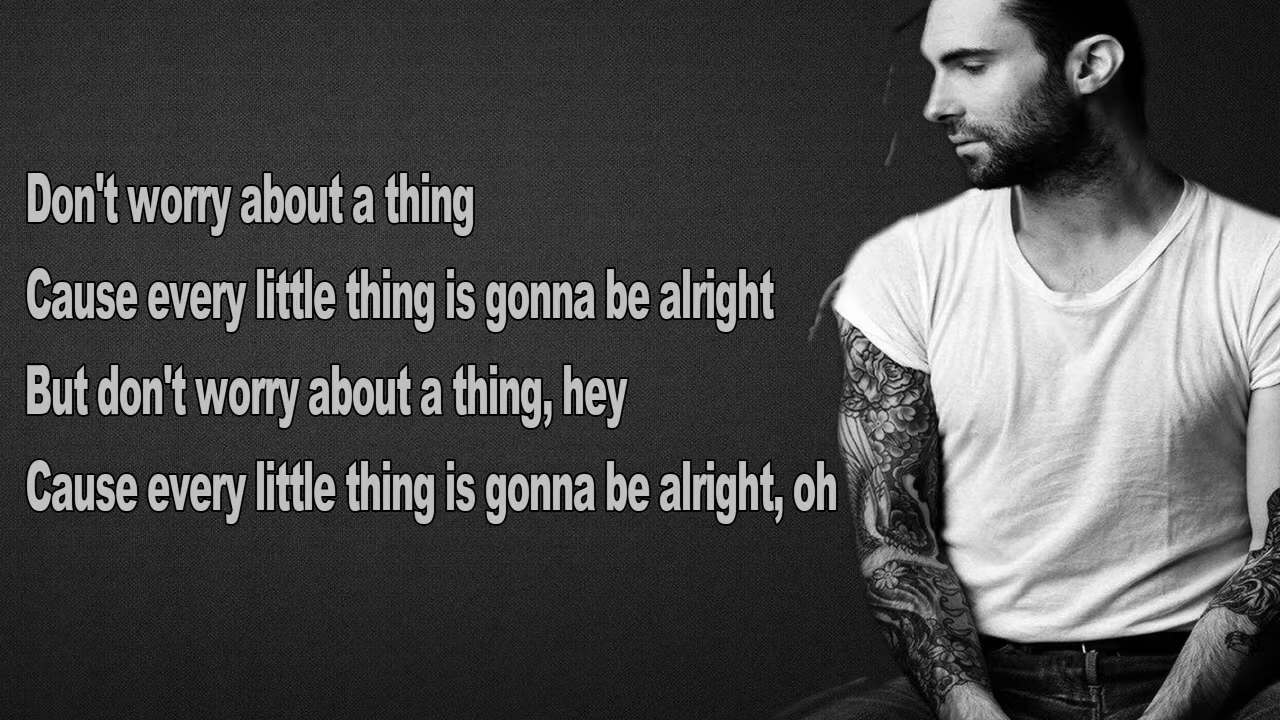 Don't worry about a thing
Cause every little thing is gonna be alright
But don't worry about a thing, hey
Cause every little thing is gonna be alright, oh